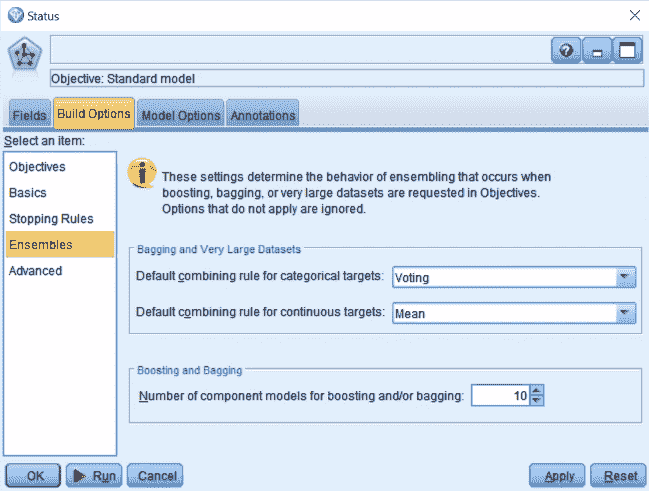 Status
Objective: Standard model
Fields Build Options Model Options Annotations
Select an item:
Objectives
Basics
Stopping Rules
Ensembles
Advanced
These settings determine the behavior of ensembling that occurs when
boosting, bagging, or very large datasets are requested in Objectives.
Options that do not apply are ignored.
Bagging and Very Large Datasets
Default combining rule for categorical targets: Voting
Default combining rule for continuous targets: Mean
Boosting and Bagging
Number of component models for boosting and/or bagging: 10
OK Run Cancel Apply Reset